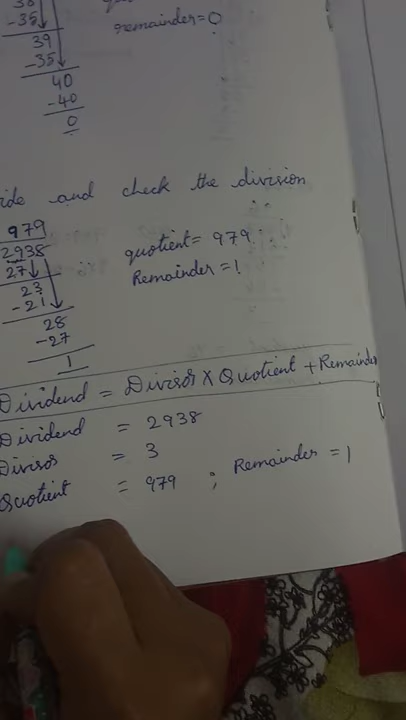 -35
remainder=0
39
-35
40
-40
0
and check the division
979
2938
quotient= 979
27
Remainder =1
23
-21
28
-27
1
Dividend = Divisor X Quotient + Remainder
Dividend = 2938
Divisor = 3
Quotient = 979 ; Remainder = 1